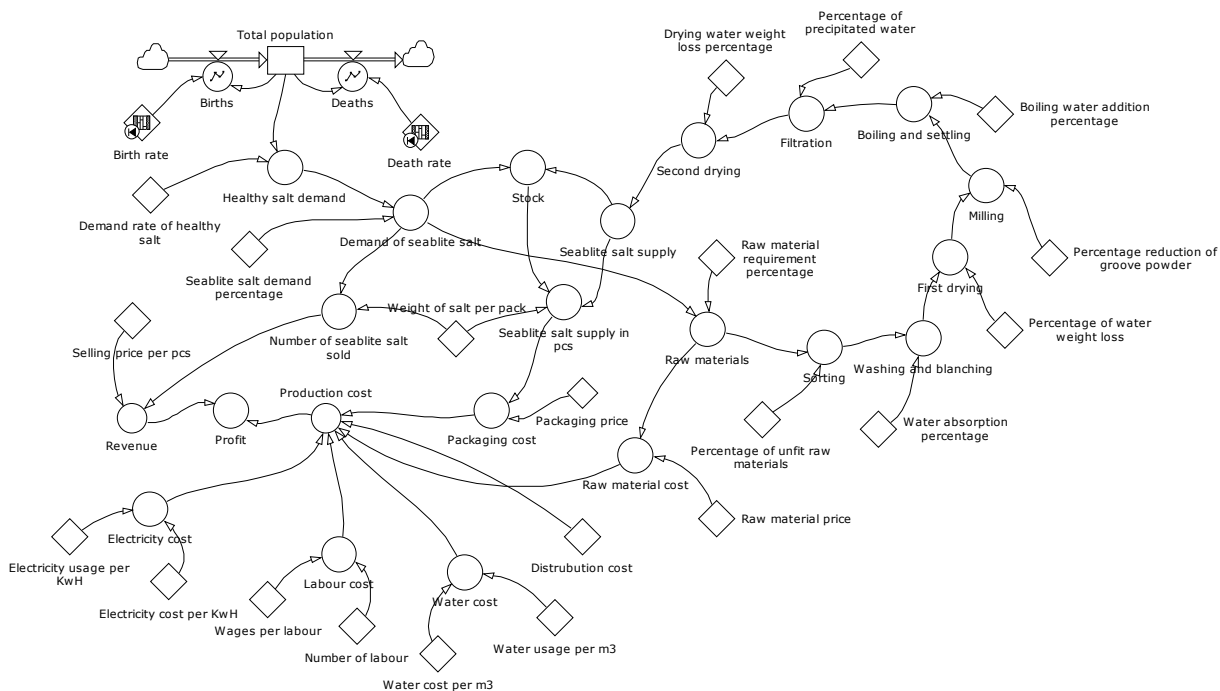 Percentage of
precipitated water
Total population
Drying water weight
loss percentage
Births
Deaths
Boiling water addition
percentage
Boiling and settling
Filtration
Birth rate
Death rate
Second drying
Healthy salt demand
Stock
Milling
Demand rate of healthy
salt
Demand of seablite salt
Seablite salt supply
Raw material
requirement
percentage
Percentage reduction of
groove powder
Seablite salt demand
percentage
First drying
Weight of salt per pack
Seablite salt supply in
pcs
Number of seablite salt
sold
Percentage of water
weight loss
Selling price per pcs
Raw materials
Sorting
Washing and blanching
Production cost
Revenue
Profit
Packaging cost
Packaging price
Water absorption
percentage
Percentage of unfit raw
materials
Raw material cost
Raw material price
Electricity cost
Electricity usage per
KwH
Distrubution cost
Labour cost
Water cost
Electricity cost per KwH
Wages per labour
Number of labour
Water usage per m3
Water cost per m3